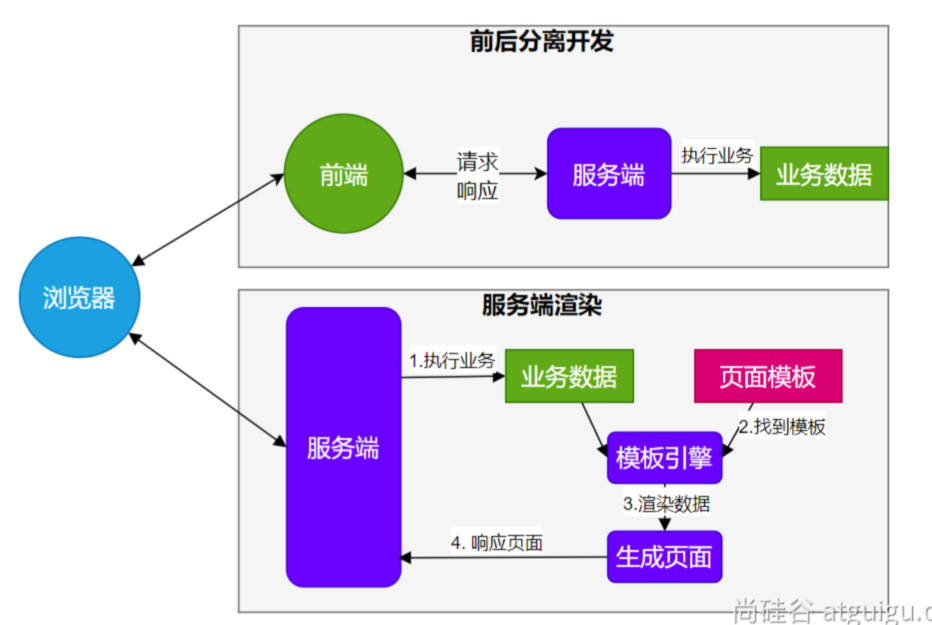 前后分离开发
前端
请求
响应
服务端
执行业务
业务数据
浏览器
服务端渲染
服务端
1.执行业务
业务数据
页面模板
2.找到模板
模板引擎
3.渲染数据
4. 响应页面
生成页面
尚硅谷 atguigu.c